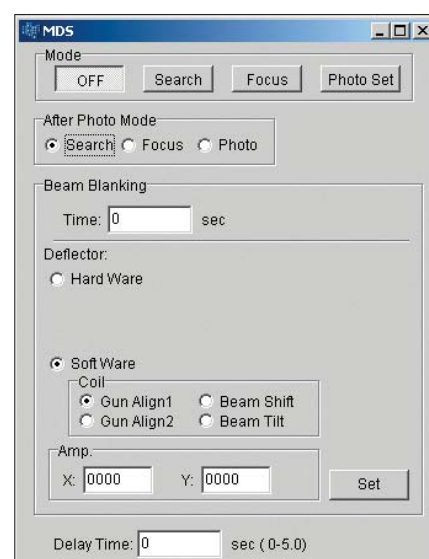 MDS
Mode
OFF Search Focus Photo Set
After Photo Mode
Search Focus Photo
Beam Blanking
Time: 0 sec
Deflector:
Hard Ware
Soft Ware
Coil
Gun Align1 Beam Shift
Gun Align2 Beam Tilt
Amp.
X: 0000 Y: 0000
Set
Delay Time: 0 sec ( 0-5.0)